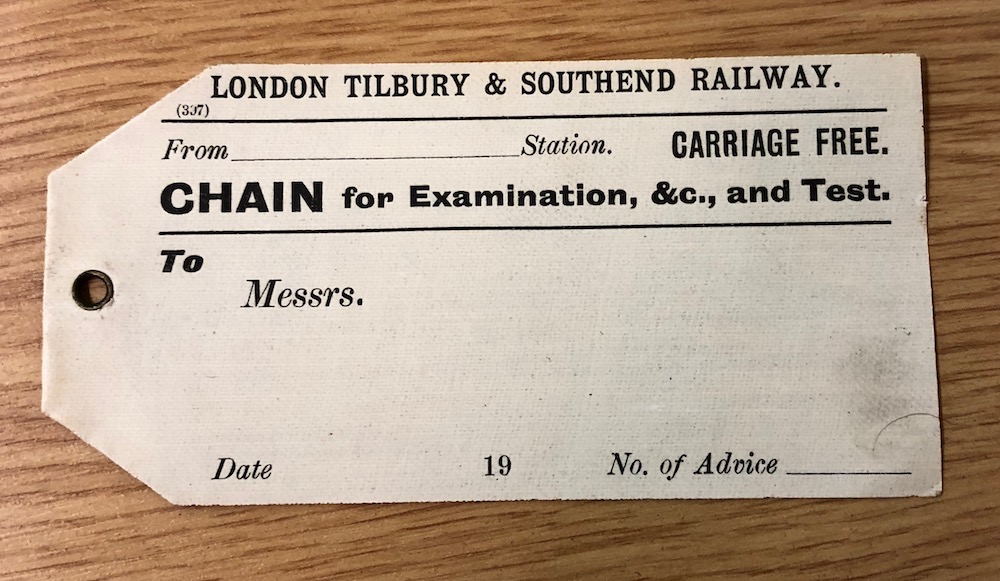 LONDON TILBURY & SOUTHEND RAILWAY.
(337)
From Station. CARRIAGE FREE.
CHAIN for Examination, &c., and Test.
To
Messrs.
Date 19 No. of Advice